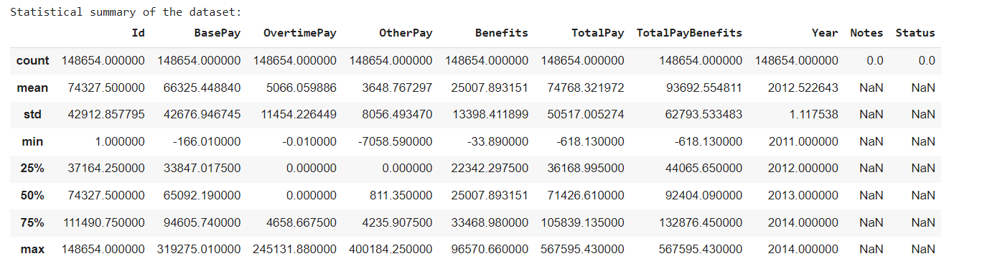 Statistical summary of the dataset:
Id BasePay OvertimePay OtherPay Benefits TotalPay TotalPayBenefits Year Notes Status
count 148654.000000 148654.000000 148654.000000 148654.000000 148654.000000 148654.000000 148654.000000 148654.000000 0.0 0.0
mean 74327.500000 66325.448840 5066.059886 3648.767297 25007.893151 74768.321972 93692.554811 2012.522643 NaN NaN
std 42912.857795 42676.946745 11454.226449 8056.493470 13398.411899 50517.005274 62793.533483 1.117538 NaN NaN
min 1.000000 -166.010000 -0.010000 -7058.590000 -33.890000 -618.130000 -618.130000 2011.000000 NaN NaN
25% 37164.250000 33847.017500 0.000000 0.000000 22342.297500 36168.995000 44065.650000 2012.000000 NaN NaN
50% 74327.500000 65092.190000 0.000000 811.350000 25007.893151 71426.610000 92404.090000 2013.000000 NaN NaN
75% 111490.750000 94605.740000 4658.667500 4235.907500 33468.980000 105839.135000 132876.450000 2014.000000 NaN NaN
max 148654.000000 319275.010000 245131.880000 400184.250000 96570.660000 567595.430000 567595.430000 2014.000000 NaN NaN